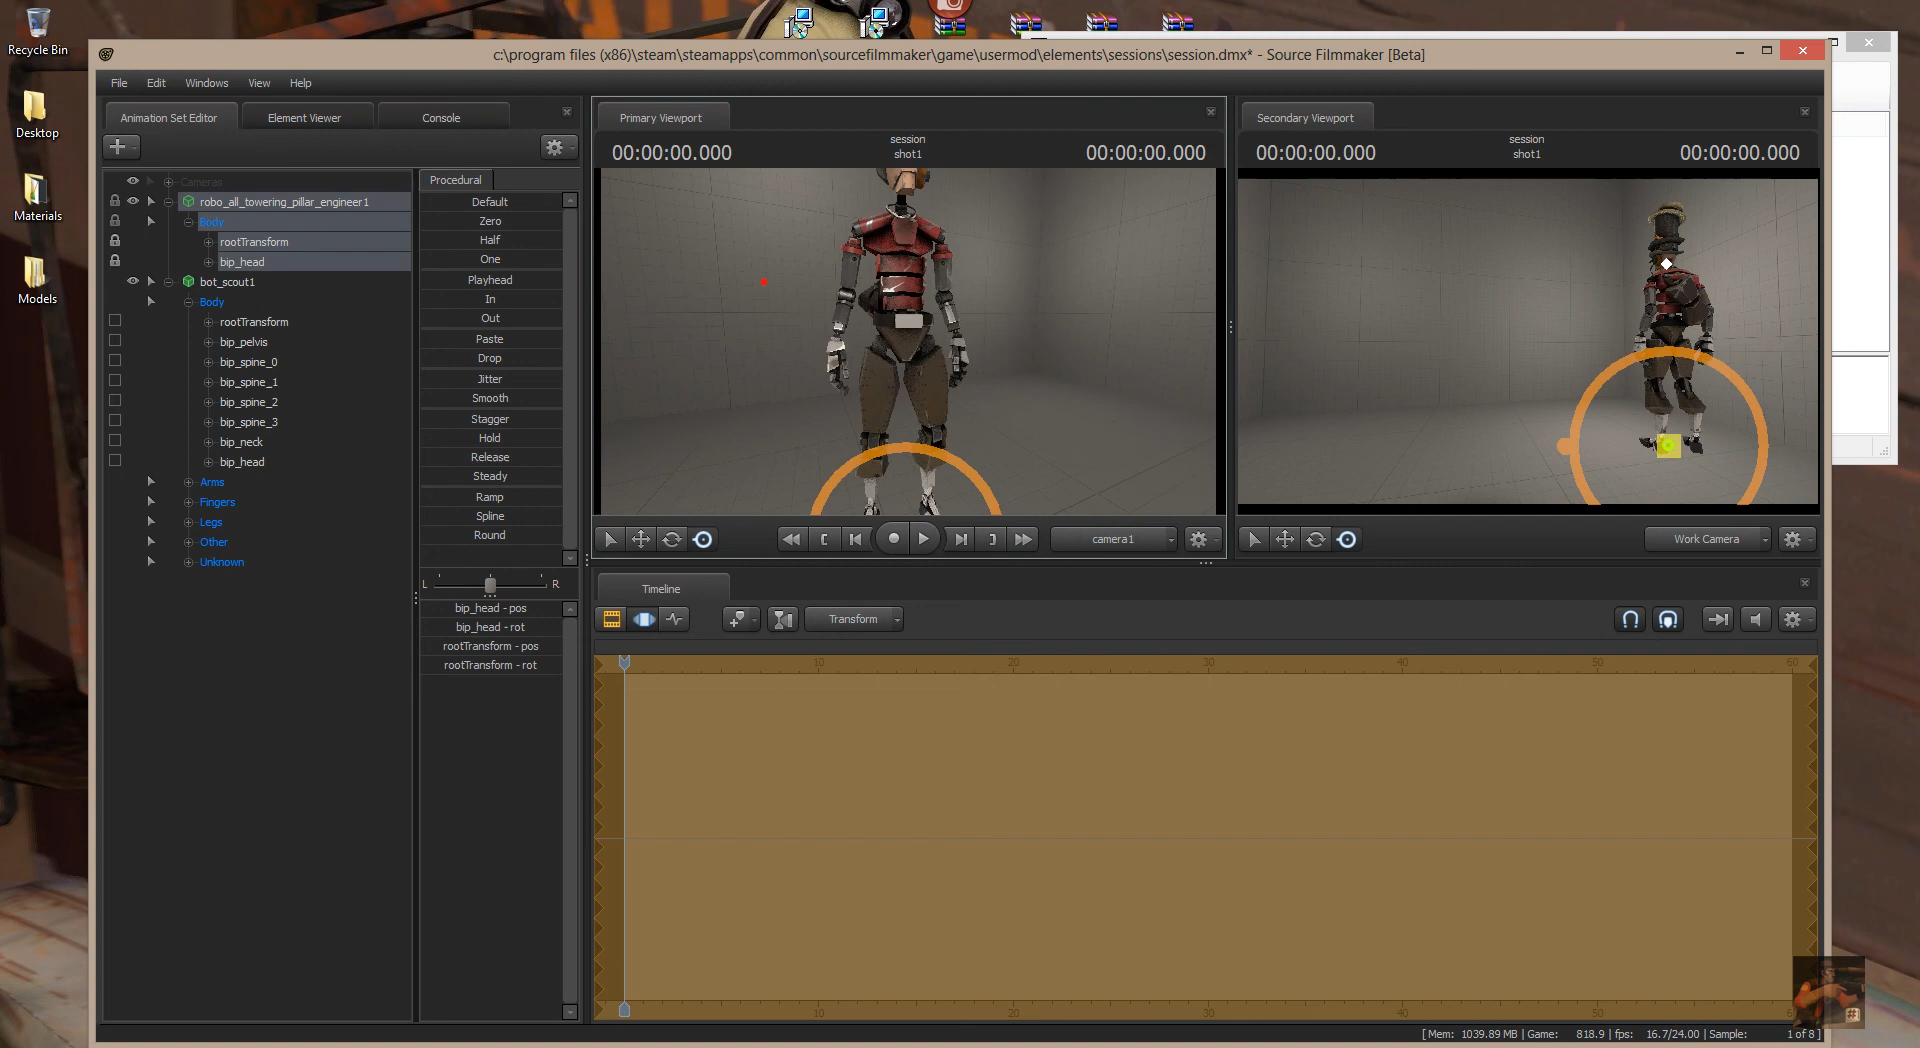 Recycle Bin
Desktop
Materials
Models
c:\program files (x86)\steam\steamapps\common\sourcefilmmaker\game\usermod\elements\sessions\session.dmx* - Source Filmmaker [Beta]
File Edit Windows View Help
Animation Set Editor Element Viewer Console
Cameras
robo_all_towering_pillar_engineer1
Body
rootTransform
bip_head
bot_scout1
Body
rootTransform
bip_pelvis
bip_spine_0
bip_spine_1
bip_spine_2
bip_spine_3
bip_neck
bip_head
Arms
Fingers
Legs
Other
Unknown
Procedural
Default
Zero
Half
One
Playhead
In
Out
Paste
Drop
Jitter
Smooth
Stagger
Hold
Release
Steady
Ramp
Spline
Round
L R
bip_head - pos
bip_head - rot
rootTransform - pos
rootTransform - rot
Primary Viewport
session
00:00:00.000 shot1 00:00:00.000
camera1
Secondary Viewport
session
00:00:00.000 shot1 00:00:00.000
Work Camera
Timeline
Transform
10 20 30 40 50 60
10 20 30 40 50
[ Mem: 1039.89 MB | Game: 818.9 | fps: 16.7/24.00 | Sample: 1 of 8 ]